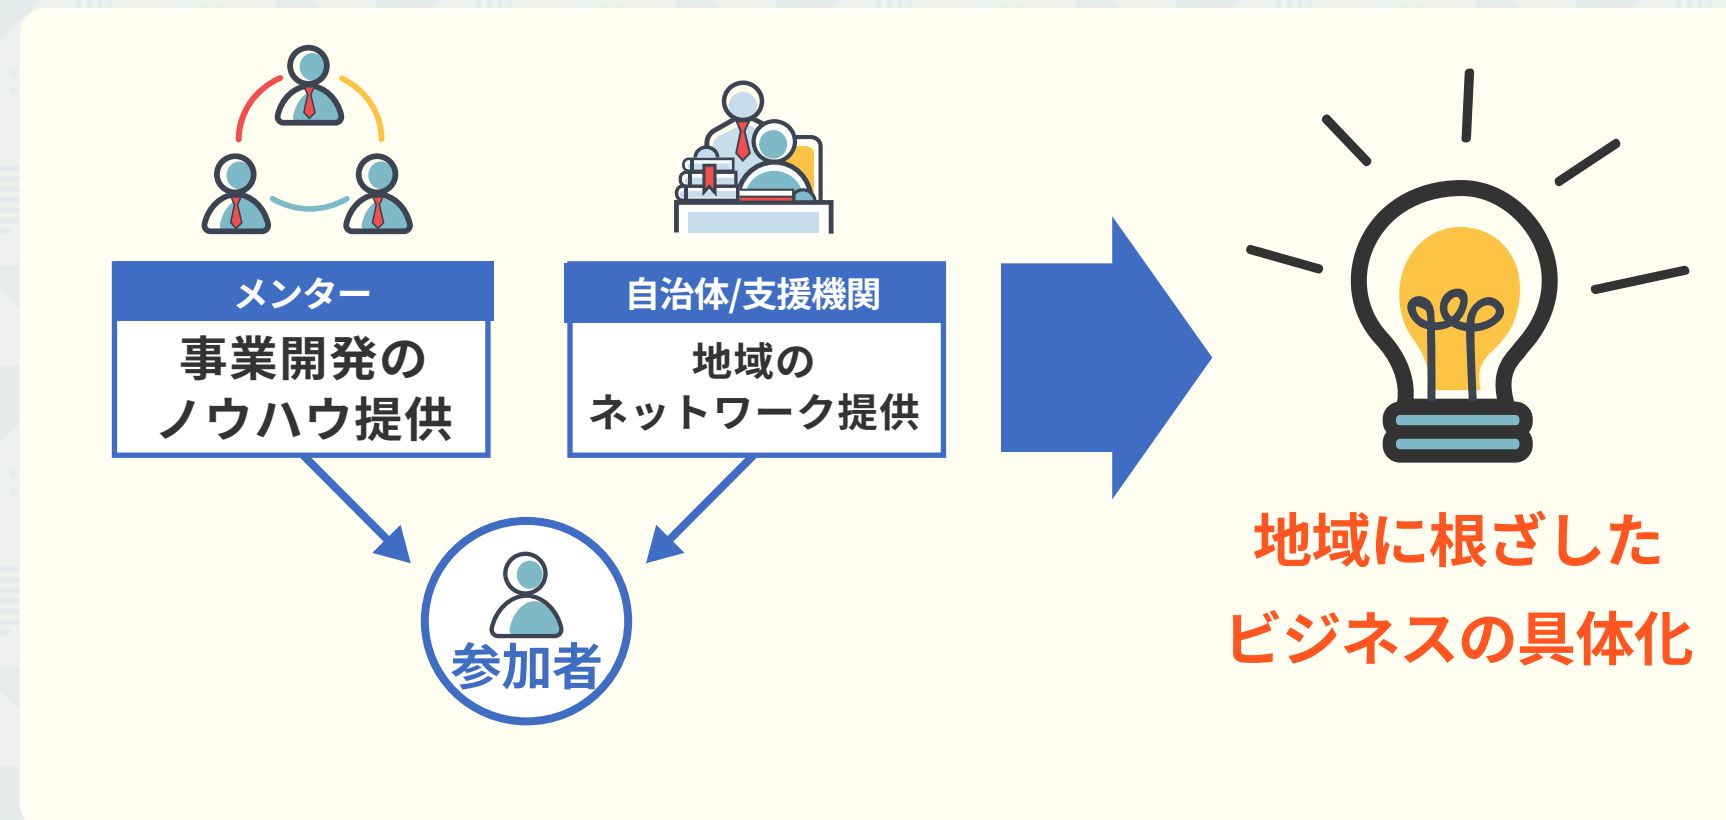 メンター
事業開発の
ノウハウ提供
自治体/支援機関
地域の
ネットワーク提供
参加者
地域に根ざした
ビジネスの具体化